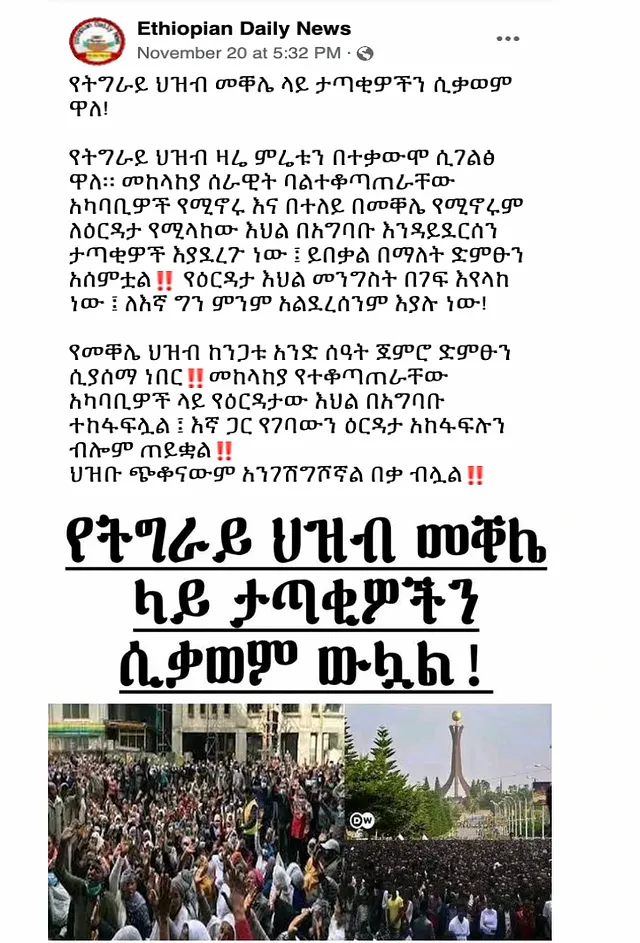 Ethiopian Daily News
November 20 at 5:32 PM ·
የትግራይ ህዝብ መቐሌ ላይ ታጣቂዎችን ሲቃወም
ዋለ!
የትግራይ ህዝብ ዛሬ ምሬቱን በተቃውሞ ሲገልፅ
ዋለ፡፡ መከላከያ ሰራዊት ባልተቆጣጠራቸው
አካባቢዎች የሚኖሩ እና በተለይ በመቐሌ የሚኖሩም
ለዕርዳታ የሚላከው እህል በአግባቡ እንዳይደርሰን
ታጣቂዎች እያደረጉ ነው ፤ ይበቃል በማለት ድምፁን
አሰምቷል‼️ የዕርዳታ እህል መንግስት በገፍ እየላከ
ነው ፤ ለእኛ ግን ምንም አልደረሰንም እያሉ ነው!
የመቐሌ ህዝብ ከንጋቱ አንድ ሰዓት ጀምሮ ድምፁን
ሲያሰማ ነበር‼️መከላከያ የተቆጣጠራቸው
አካባቢዎች ላይ የዕርዳታው እህል በአግባቡ
ተከፋፍሏል ፤ እኛ ጋር የገባውን ዕርዳታ አከፋፍሉን
ብሎም ጠይቋል‼️
ህዝቡ ጭቆናውም አንገሽግሾኛል በቃ ብሏል‼️
የትግራይ ህዝብ መቐሌ
ላይ ታጣቂዎችን
ሲቃወም ውሏል!
DW